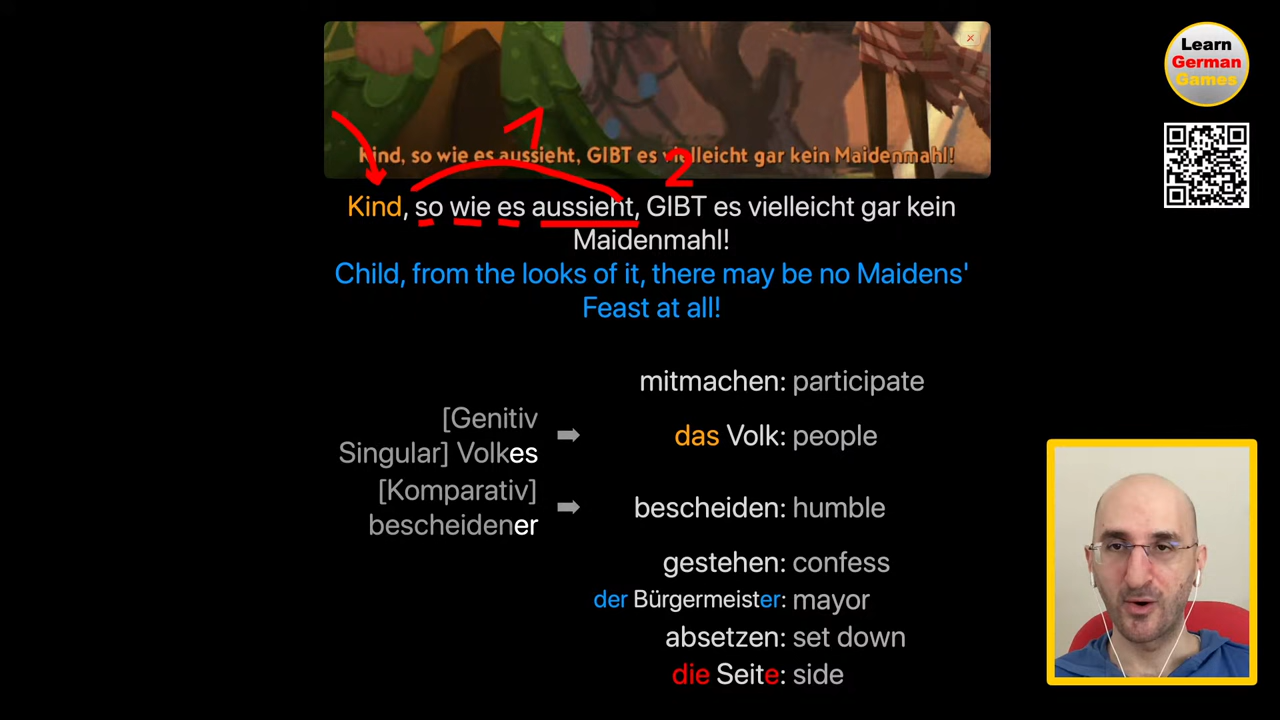 Learn
German
Games
Kind, so wie es aussieht, GIBT es vielleicht gar kein Maidenmahl!
1
2
Kind, so wie es aussieht, GIBT es vielleicht gar kein
Maidenmahl!
Child, from the looks of it, there may be no Maidens'
Feast at all!
mitmachen: participate
[Genitiv
Singular] Volkes ➡ das Volk: people
[Komparativ]
bescheidener ➡ bescheiden: humble
gestehen: confess
der Bürgermeister: mayor
absetzen: set down
die Seite: side